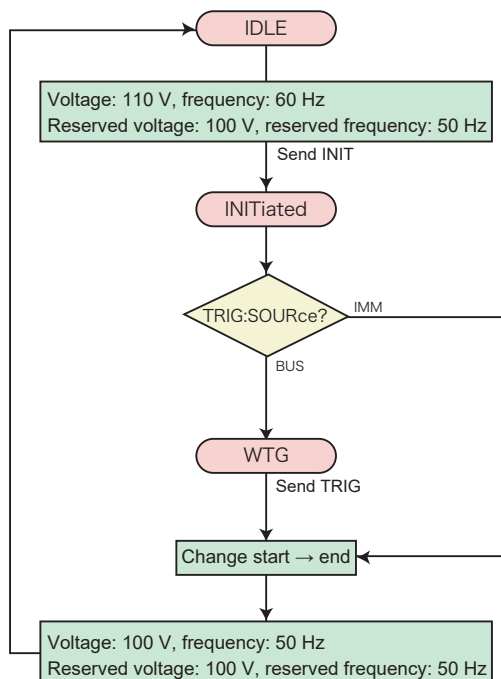 IDLE
Voltage: 110 V, frequency: 60 Hz
Reserved voltage: 100 V, reserved frequency: 50 Hz
Send INIT
INITiated
TRIG:SOURce?
IMM
BUS
WTG
Send TRIG
Change start → end
Voltage: 100 V, frequency: 50 Hz
Reserved voltage: 100 V, reserved frequency: 50 Hz